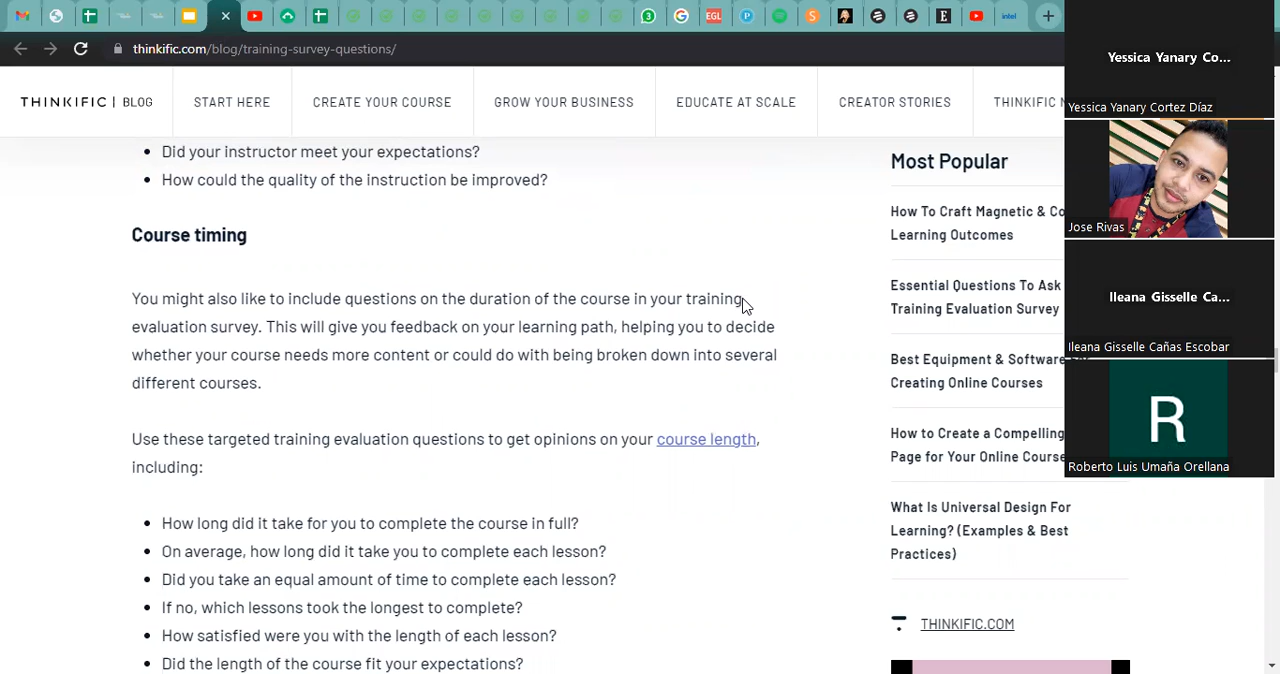 3
EGL
P
S
E
intel
thinkific.com/blog/training-survey-questions/
THINKIFIC | BLOG
START HERE
CREATE YOUR COURSE
GROW YOUR BUSINESS
EDUCATE AT SCALE
CREATOR STORIES
THINKIFIC
Did your instructor meet your expectations?
How could the quality of the instruction be improved?
Course timing
You might also like to include questions on the duration of the course in your training
evaluation survey. This will give you feedback on your learning path, helping you to decide
whether your course needs more content or could do with being broken down into several
different courses.
Use these targeted training evaluation questions to get opinions on your course length,
including:
How long did it take for you to complete the course in full?
On average, how long did it take you to complete each lesson?
Did you take an equal amount of time to complete each lesson?
If no, which lessons took the longest to complete?
How satisfied were you with the length of each lesson?
Did the length of the course fit your expectations?
Most Popular
How To Craft Magnetic & Co
Learning Outcomes
Essential Questions To Ask
Training Evaluation Survey
Best Equipment & Software For
Creating Online Courses
How to Create a Compelling
Page for Your Online Course
What Is Universal Design For
Learning? (Examples & Best
Practices)
THINKIFIC.COM
Yessica Yanary Co...
Yessica Yanary Cortez Díaz
Jose Rivas
Ileana Gisselle Ca...
Ileana Gisselle Cañas Escobar
R
Roberto Luis Umaña Orellana